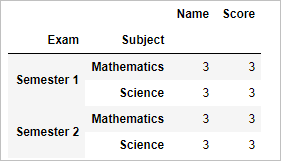 Name Score
Exam Subject
Semester 1 Mathematics 3 3
Science 3 3
Semester 2 Mathematics 3 3
Science 3 3